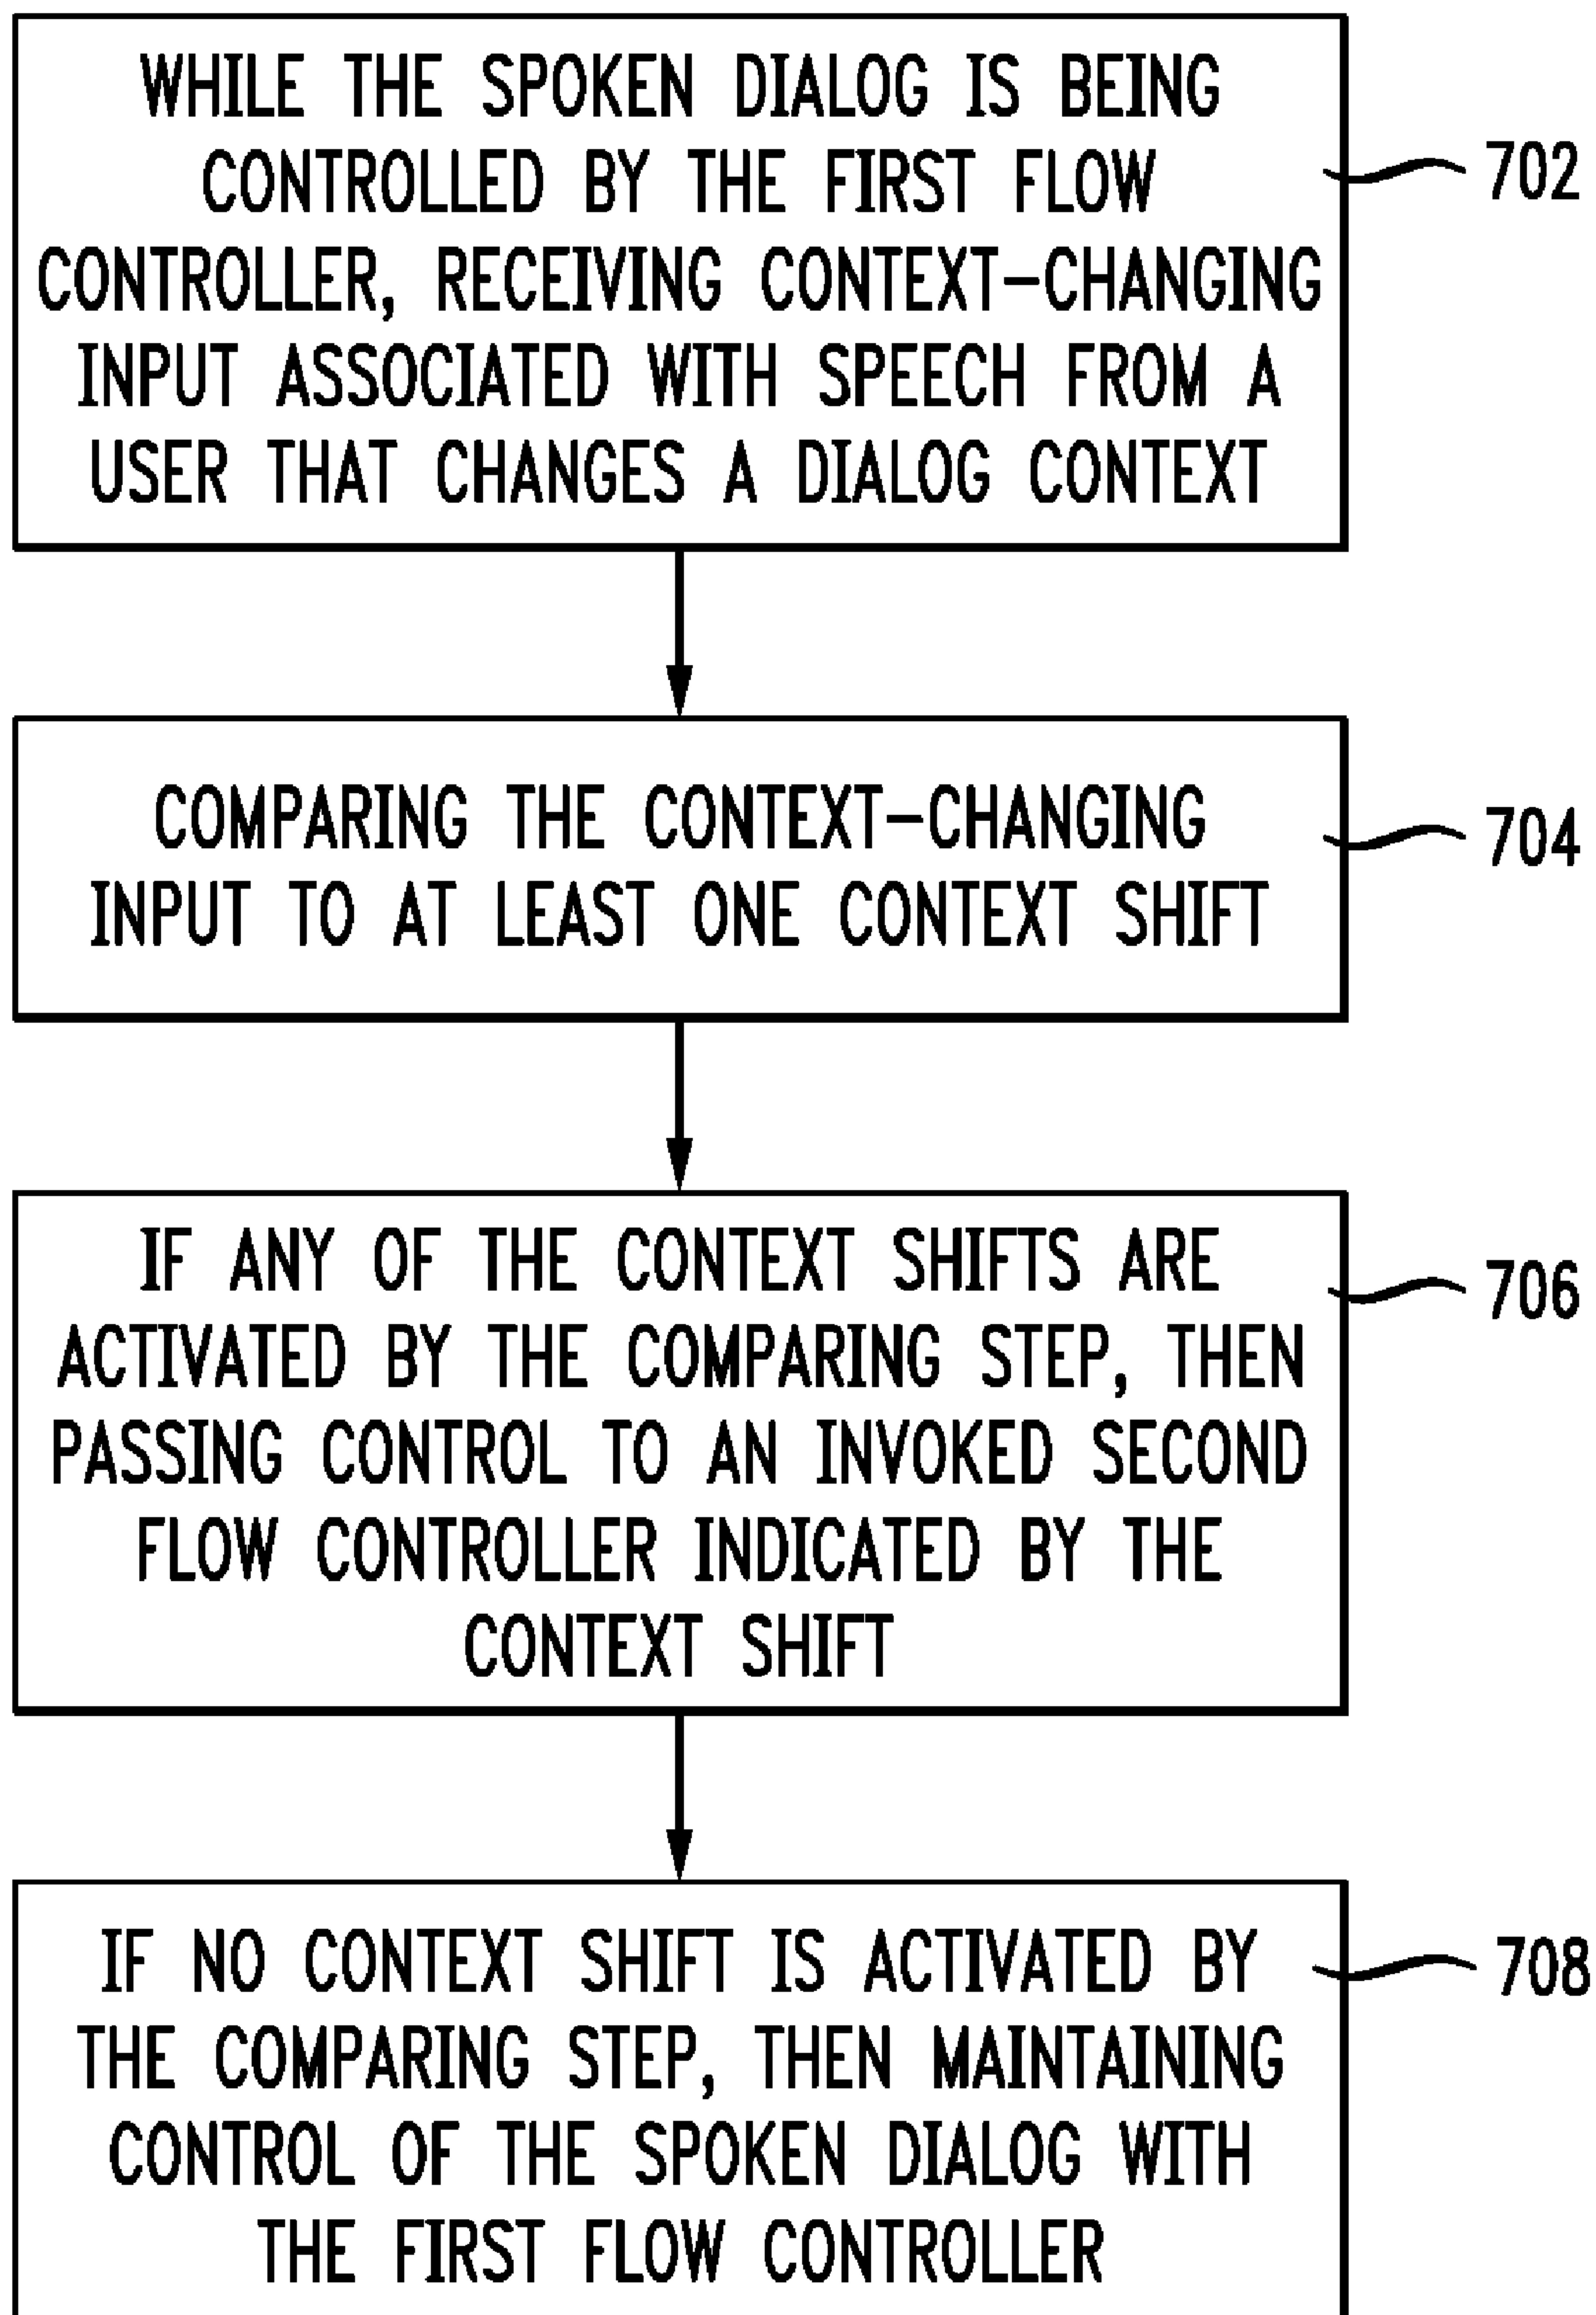 WHILE THE SPOKEN DIALOG IS BEING
CONTROLLED BY THE FIRST FLOW
CONTROLLER, RECEIVING CONTEXT-CHANGING
INPUT ASSOCIATED WITH SPEECH FROM A
USER THAT CHANGES A DIALOG CONTEXT
702
COMPARING THE CONTEXT-CHANGING
INPUT TO AT LEAST ONE CONTEXT SHIFT
704
IF ANY OF THE CONTEXT SHIFTS ARE
ACTIVATED BY THE COMPARING STEP, THEN
PASSING CONTROL TO AN INVOKED SECOND
FLOW CONTROLLER INDICATED BY THE
CONTEXT SHIFT
706
IF NO CONTEXT SHIFT IS ACTIVATED BY
THE COMPARING STEP, THEN MAINTAINING
CONTROL OF THE SPOKEN DIALOG WITH
THE FIRST FLOW CONTROLLER
708